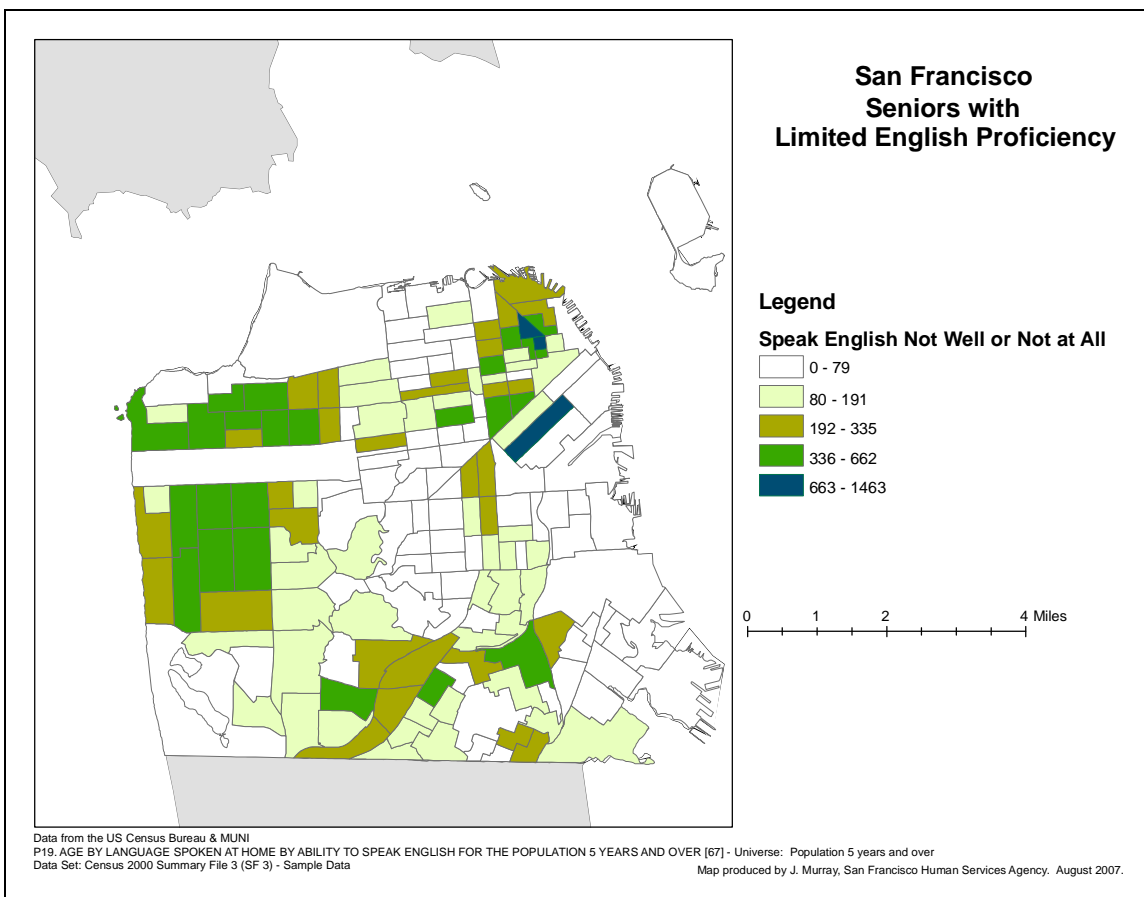 San Francisco
Seniors with
Limited English Proficiency
Legend
Speak English Not Well or Not at All
0 - 79
80 - 191
192 - 335
336 - 662
663 - 1463
0 1 2 4 Miles
Data from the US Census Bureau & MUNI
P19. AGE BY LANGUAGE SPOKEN AT HOME BY ABILITY TO SPEAK ENGLISH FOR THE POPULATION 5 YEARS AND OVER [67] - Universe: Population 5 years and over
Data Set: Census 2000 Summary File 3 (SF 3) - Sample Data
Map produced by J. Murray, San Francisco Human Services Agency. August 2007.